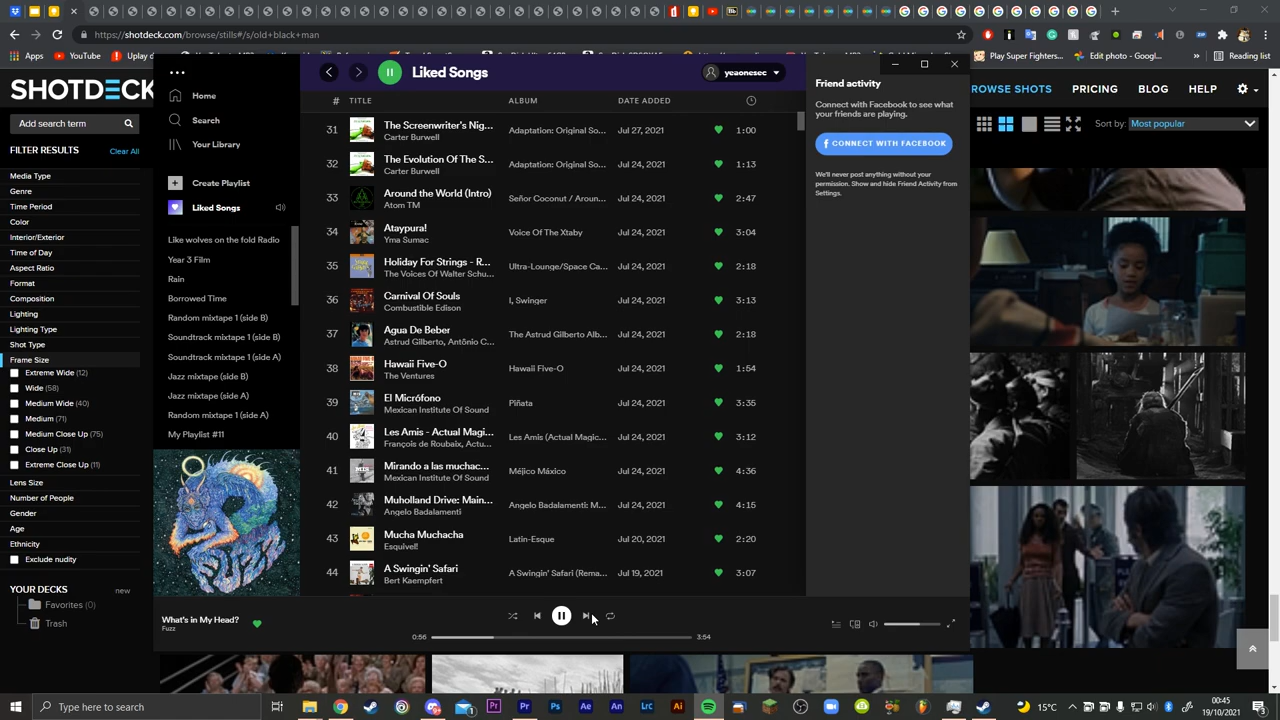 https://shotdeck.com/browse/stills#/s/old+black+man
Apps
Booking.com
Play Super Smash Fl...
Edit photo - Smash...
Reading list
SHOTDECK
BROWSE SHOTS
PROJECTS
BLOG
HELP
Add search term
FILTER RESULTS
Clear All
Sort by:
Most popular
Media Type
Genre
Time Period
Color
Interior/Exterior
Time of Day
Aspect Ratio
Format
Composition
Lighting
Lighting Type
Shot Type
Frame Size
Extreme Wide (12)
Wide (58)
Medium Wide (40)
Medium (71)
Medium Close Up (75)
Close Up (31)
Extreme Close Up (11)
Lens Size
Number of People
Gender
Age
Ethnicity
Exclude nudity
YOUR DECKS
new
Favorites (0)
Trash
Home
Search
Your Library
Create Playlist
Liked Songs
Like wolves on the fold Radio
Year 3 Film
Rain
Borrowed Time
Random mixtape 1 (side B)
Soundtrack mixtape 1 (side B)
Soundtrack mixtape 1 (side A)
Jazz mixtape (side B)
Jazz mixtape (side A)
Random mixtape 1 (side A)
My Playlist #11
Liked Songs
yeaonesec
# TITLE ALBUM DATE ADDED
31 The Screenwriter's Nig... Adaptation: Original So... Jul 27, 2021 1:00
Carter Burwell
32 The Evolution Of The S... Adaptation: Original So... Jul 24, 2021 1:13
Carter Burwell
33 Around the World (Intro) Señor Coconut / Aroun... Jul 24, 2021 2:47
Atom TM
34 Ataypura! Voice Of The Xtaby Jul 24, 2021 3:04
Yma Sumac
35 Holiday For Strings - R... Ultra-Lounge/Space Ca... Jul 24, 2021 2:18
The Voices Of Walter Schu...
36 Carnival Of Souls I, Swinger Jul 24, 2021 3:13
Combustible Edison
37 Agua De Beber The Astrud Gilberto Alb... Jul 24, 2021 2:18
Astrud Gilberto, Antônio C...
38 Hawaii Five-O Hawaii Five-O Jul 24, 2021 1:54
The Ventures
39 El Micrófono Piñata Jul 24, 2021 3:35
Mexican Institute Of Sound
40 Les Amis - Actual Magi... Les Amis (Actual Magic... Jul 24, 2021 3:12
François de Roubaix, Actu...
41 Mirando a las muchac... Méjico Máxico Jul 24, 2021 4:36
Mexican Institute Of Sound
42 Muholland Drive: Main... Angelo Badalamenti: M... Jul 24, 2021 4:15
Angelo Badalamenti
43 Mucha Muchacha Latin-Esque Jul 20, 2021 2:20
Esquivel!
44 A Swingin' Safari A Swingin' Safari (Rema... Jul 19, 2021 3:07
Bert Kaempfert
Friend activity
Connect with Facebook to see what
your friends are playing.
CONNECT WITH FACEBOOK
We'll never post anything without your
permission. Show and hide Friend Activity from
Settings.
What's in My Head?
Fuzz
0:56
3:54
Type here to search
15°C
00:45
19/10/2021